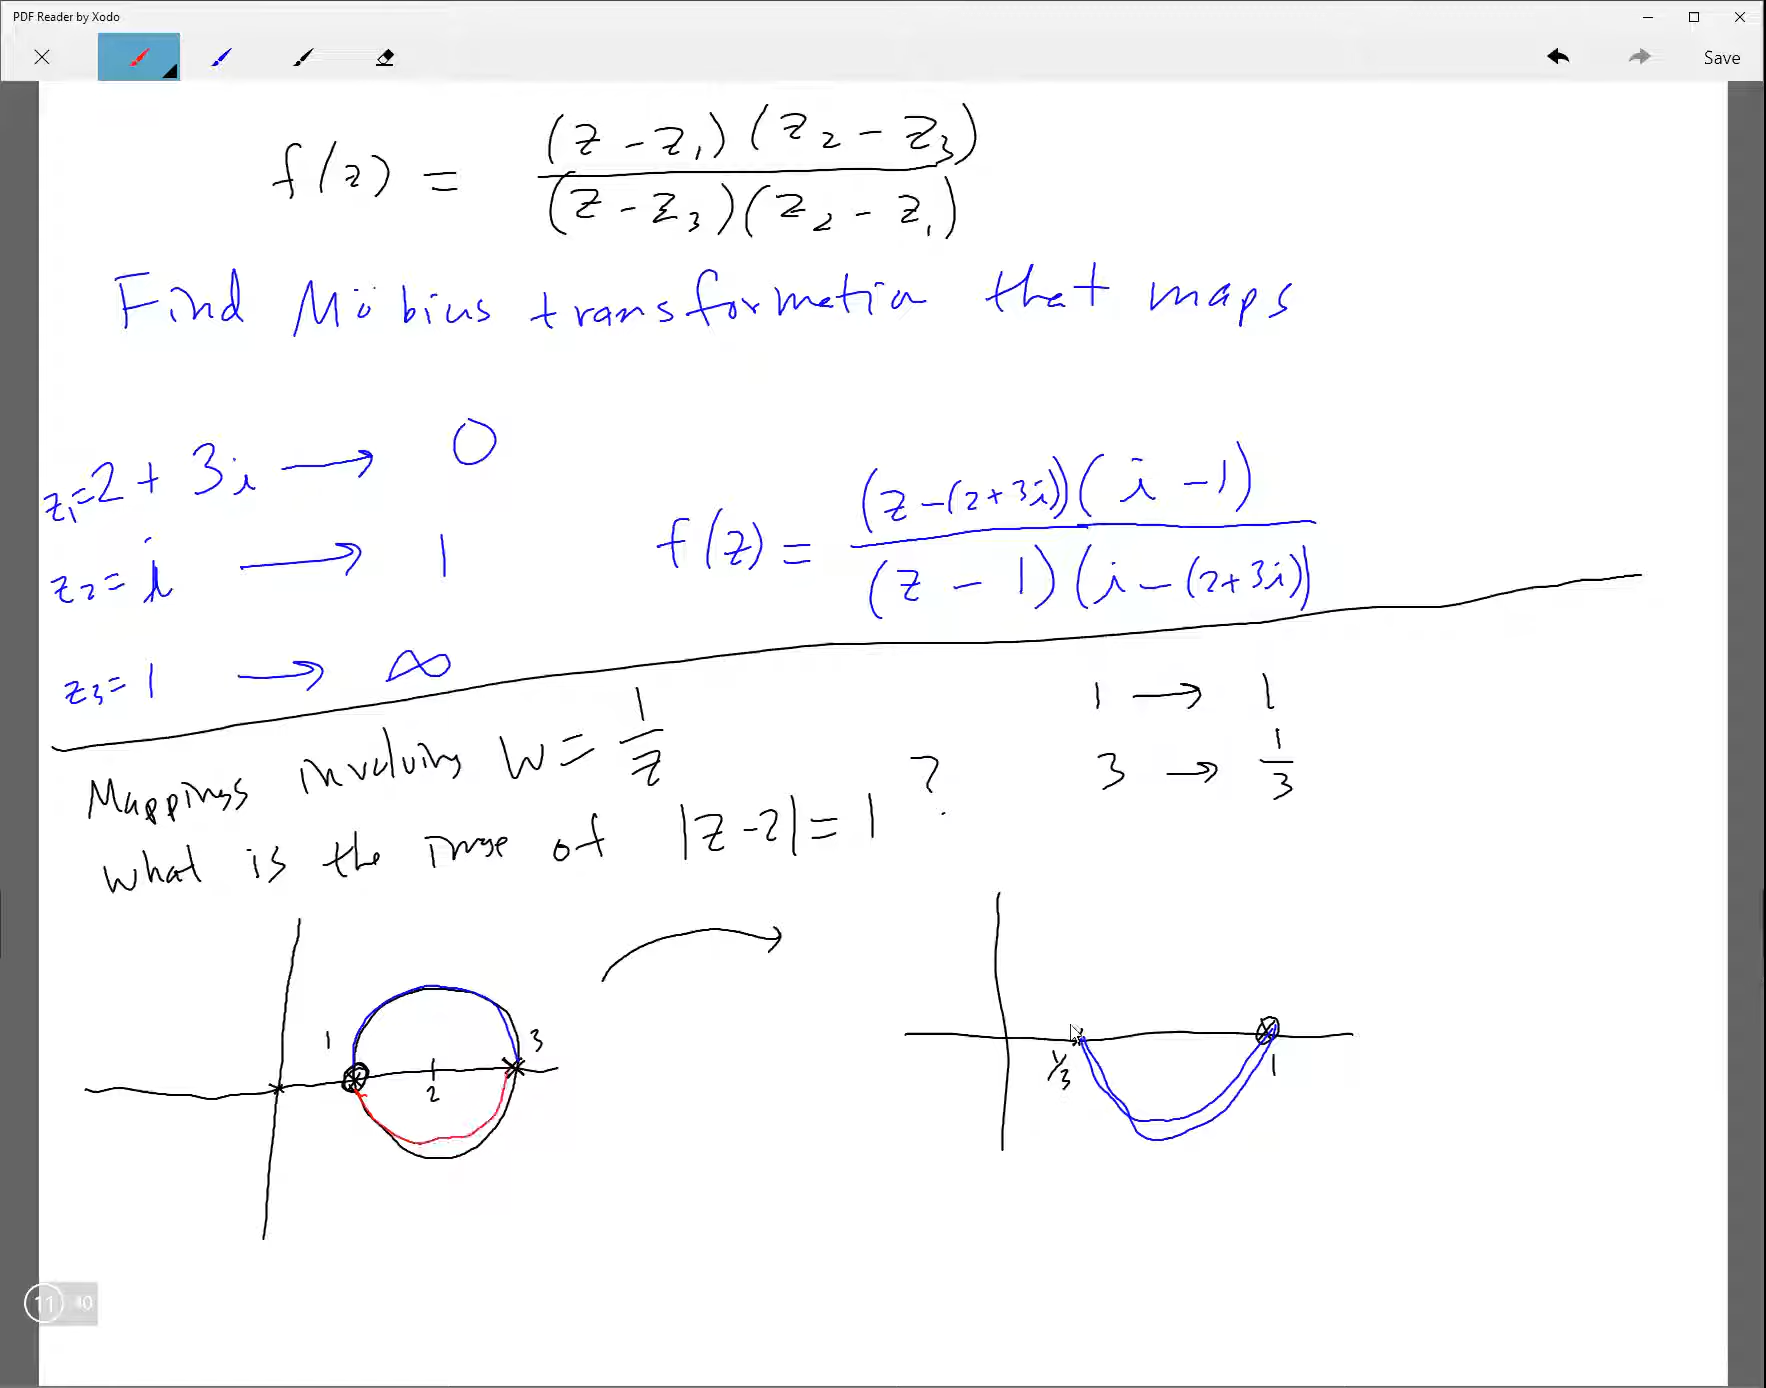 PDF Reader by Xodo
Save
f(z) = (z - z₁)(z₂ - z₃) / (z - z₃)(z₂ - z₁)
Find Möbius transformation that maps
z₁=2 + 3i → 0
z₂= i → 1
z₃= 1 → ∞
f(z) = (z-(2+3i))(i-1) / (z - 1)(i-(2+3i))
Mappings involving W = 1/z
What is the image of |z-2|=1 ?
1 → 1
3 → 1/3
1
2
3
1/3
1
11